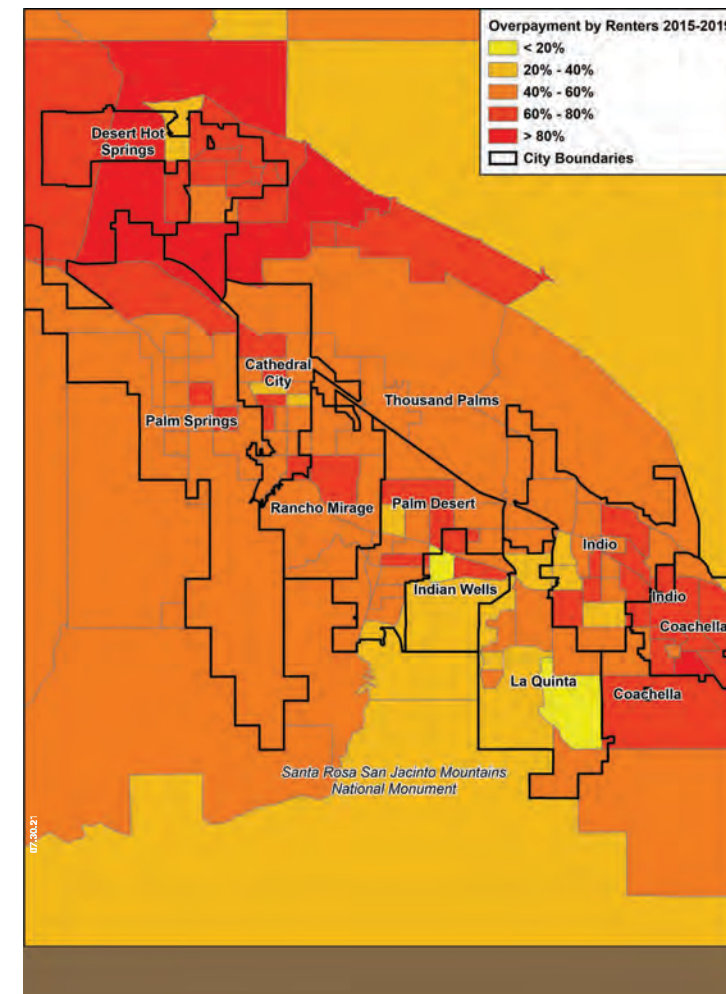 Overpayment by Renters 2015-2019
< 20%
20% - 40%
40% - 60%
60% - 80%
> 80%
City Boundaries
Desert Hot
Springs
Cathedral
City
Thousand Palms
Palm Springs
Rancho Mirage
Palm Desert
Indio
Indian Wells
Indio
Coachella
La Quinta
Coachella
Santa Rosa San Jacinto Mountains
National Monument
07.30.21